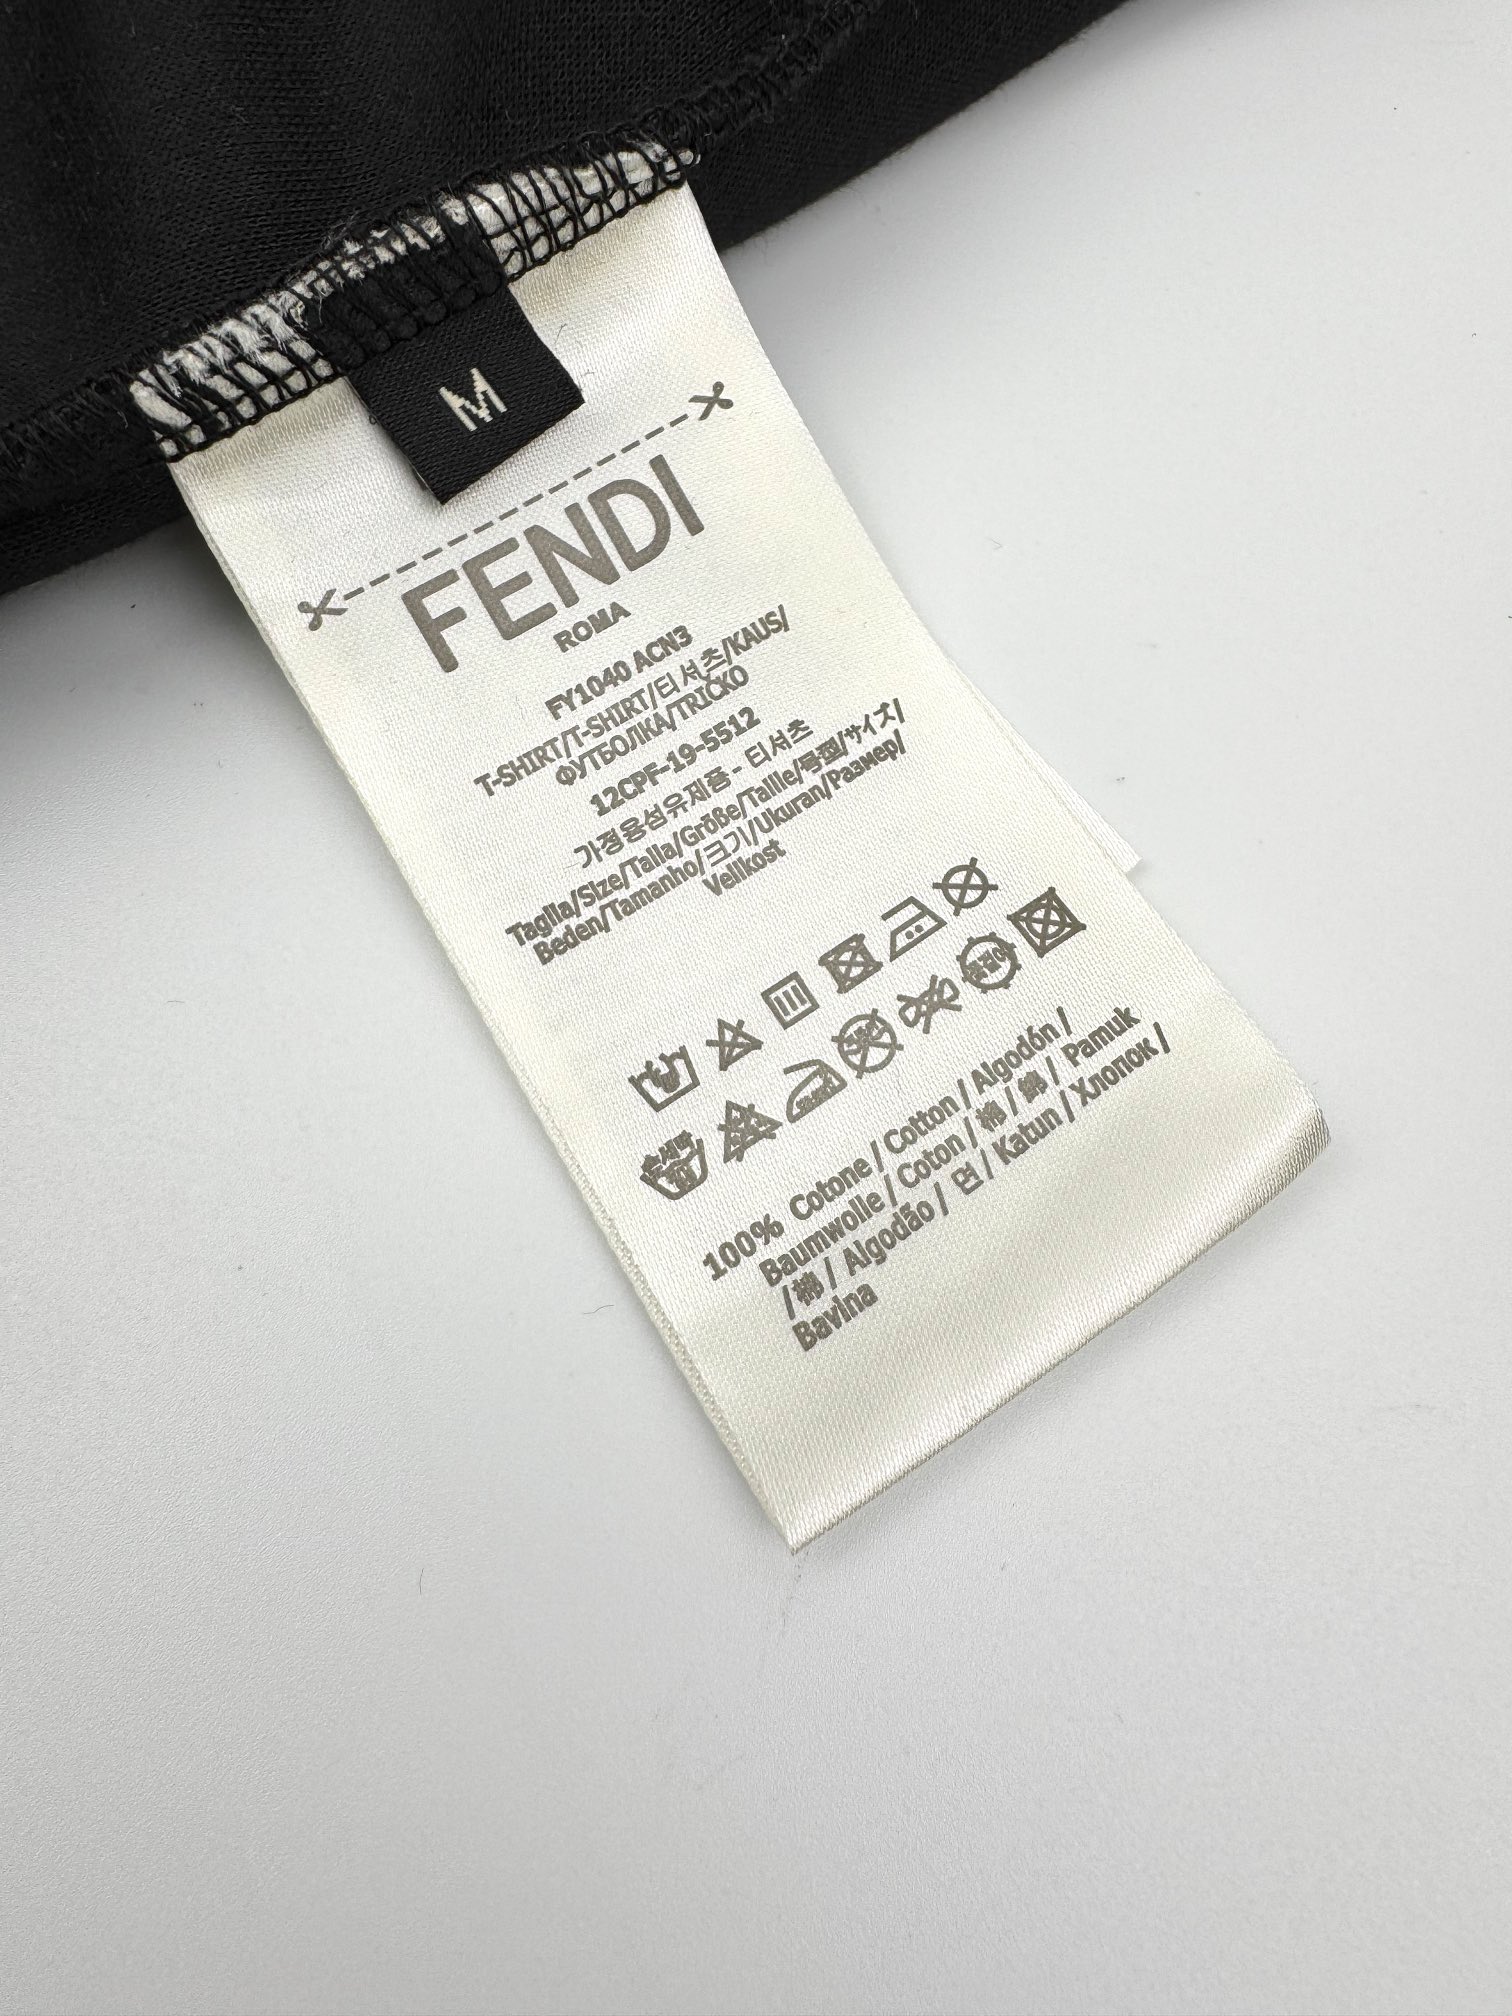 M
FENDI
ROMA
FY1040 ACN3
T-SHIRT/T-SHIRT/티셔츠/KAUS/
ФУТБОЛКА/TRIČKO
12CPF-19-5512
가정용섬유제품 - 티셔츠
Taglia/Size/Talla/Größe/Taille/号型/サイズ/
Beden/Tamanho/크기/Ukuran/Размер/
Velikost
100% Cotone / Cotton / Algodón /
Baumwolle / Coton / 棉 / 綿 / Pamuk
/ 棉 / Algodão / 면 / Katun / Хлопок /
Bavlna